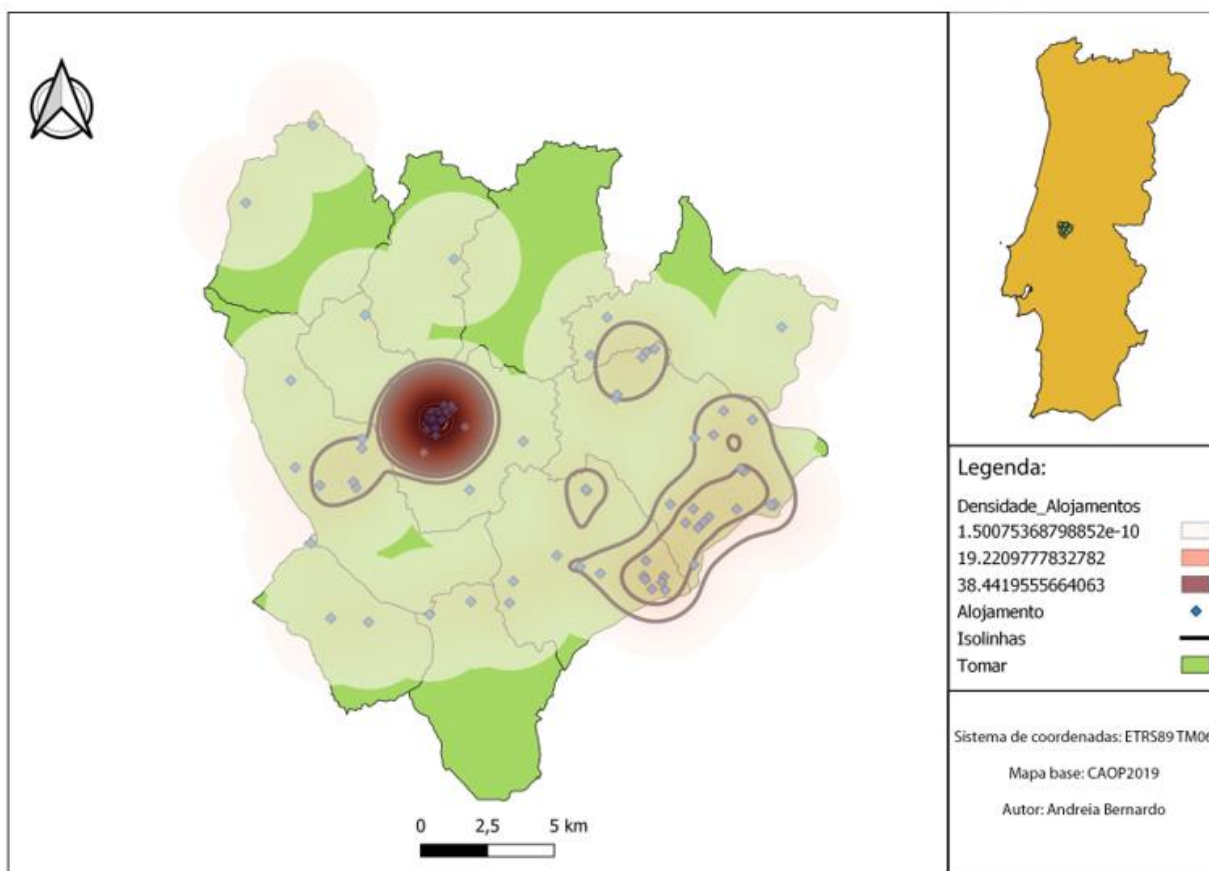 0
2,5
5 km
Legenda:
Densidade_Alojamentos
1.50075368798852e-10
19.2209777832782
38.4419555664063
Alojamento
Isolinhas
Tomar
Sistema de coordenadas: ETRS89 TM06
Mapa base: CAOP2019
Autor: Andreia Bernardo